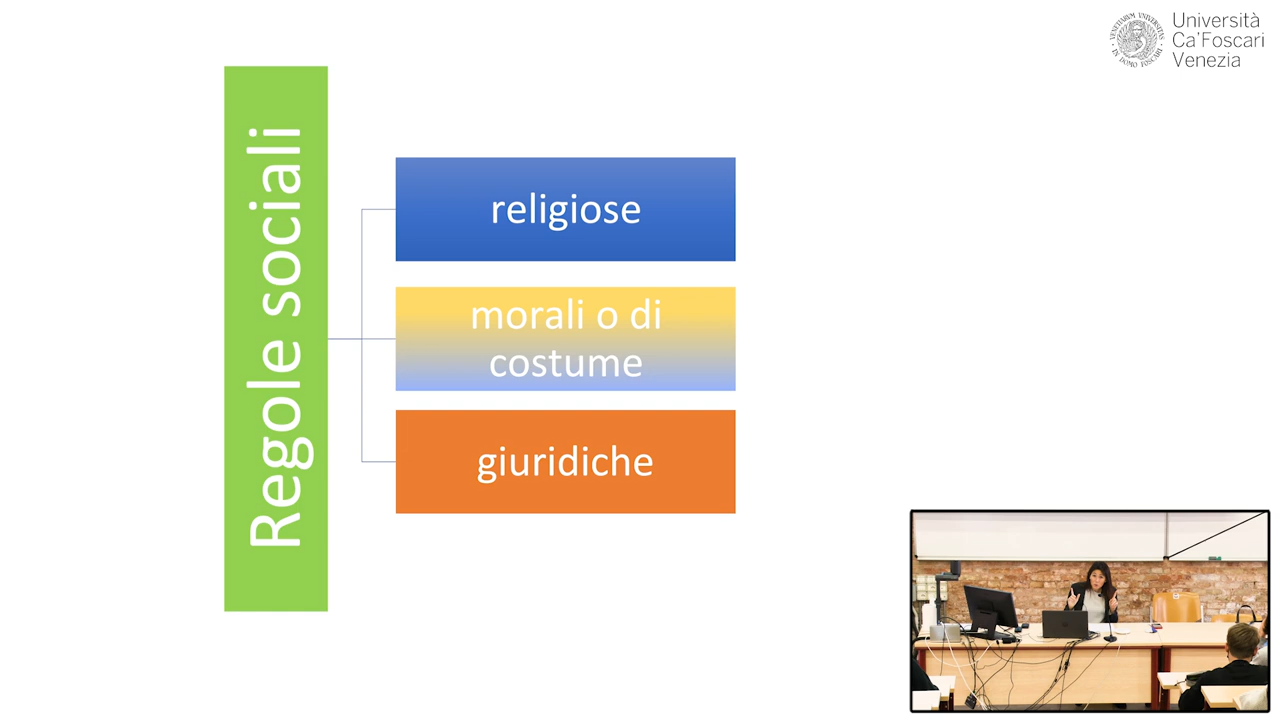 Università
Ca'Foscari
Venezia
Regole sociali
religiose
morali o di
costume
giuridiche